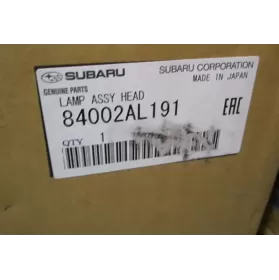 SUBARU SUBARU CORPORATION
GENUINE PARTS MADE IN JAPAN
LAMP ASSY HEAD
84002AL191 EAC
QTY 1